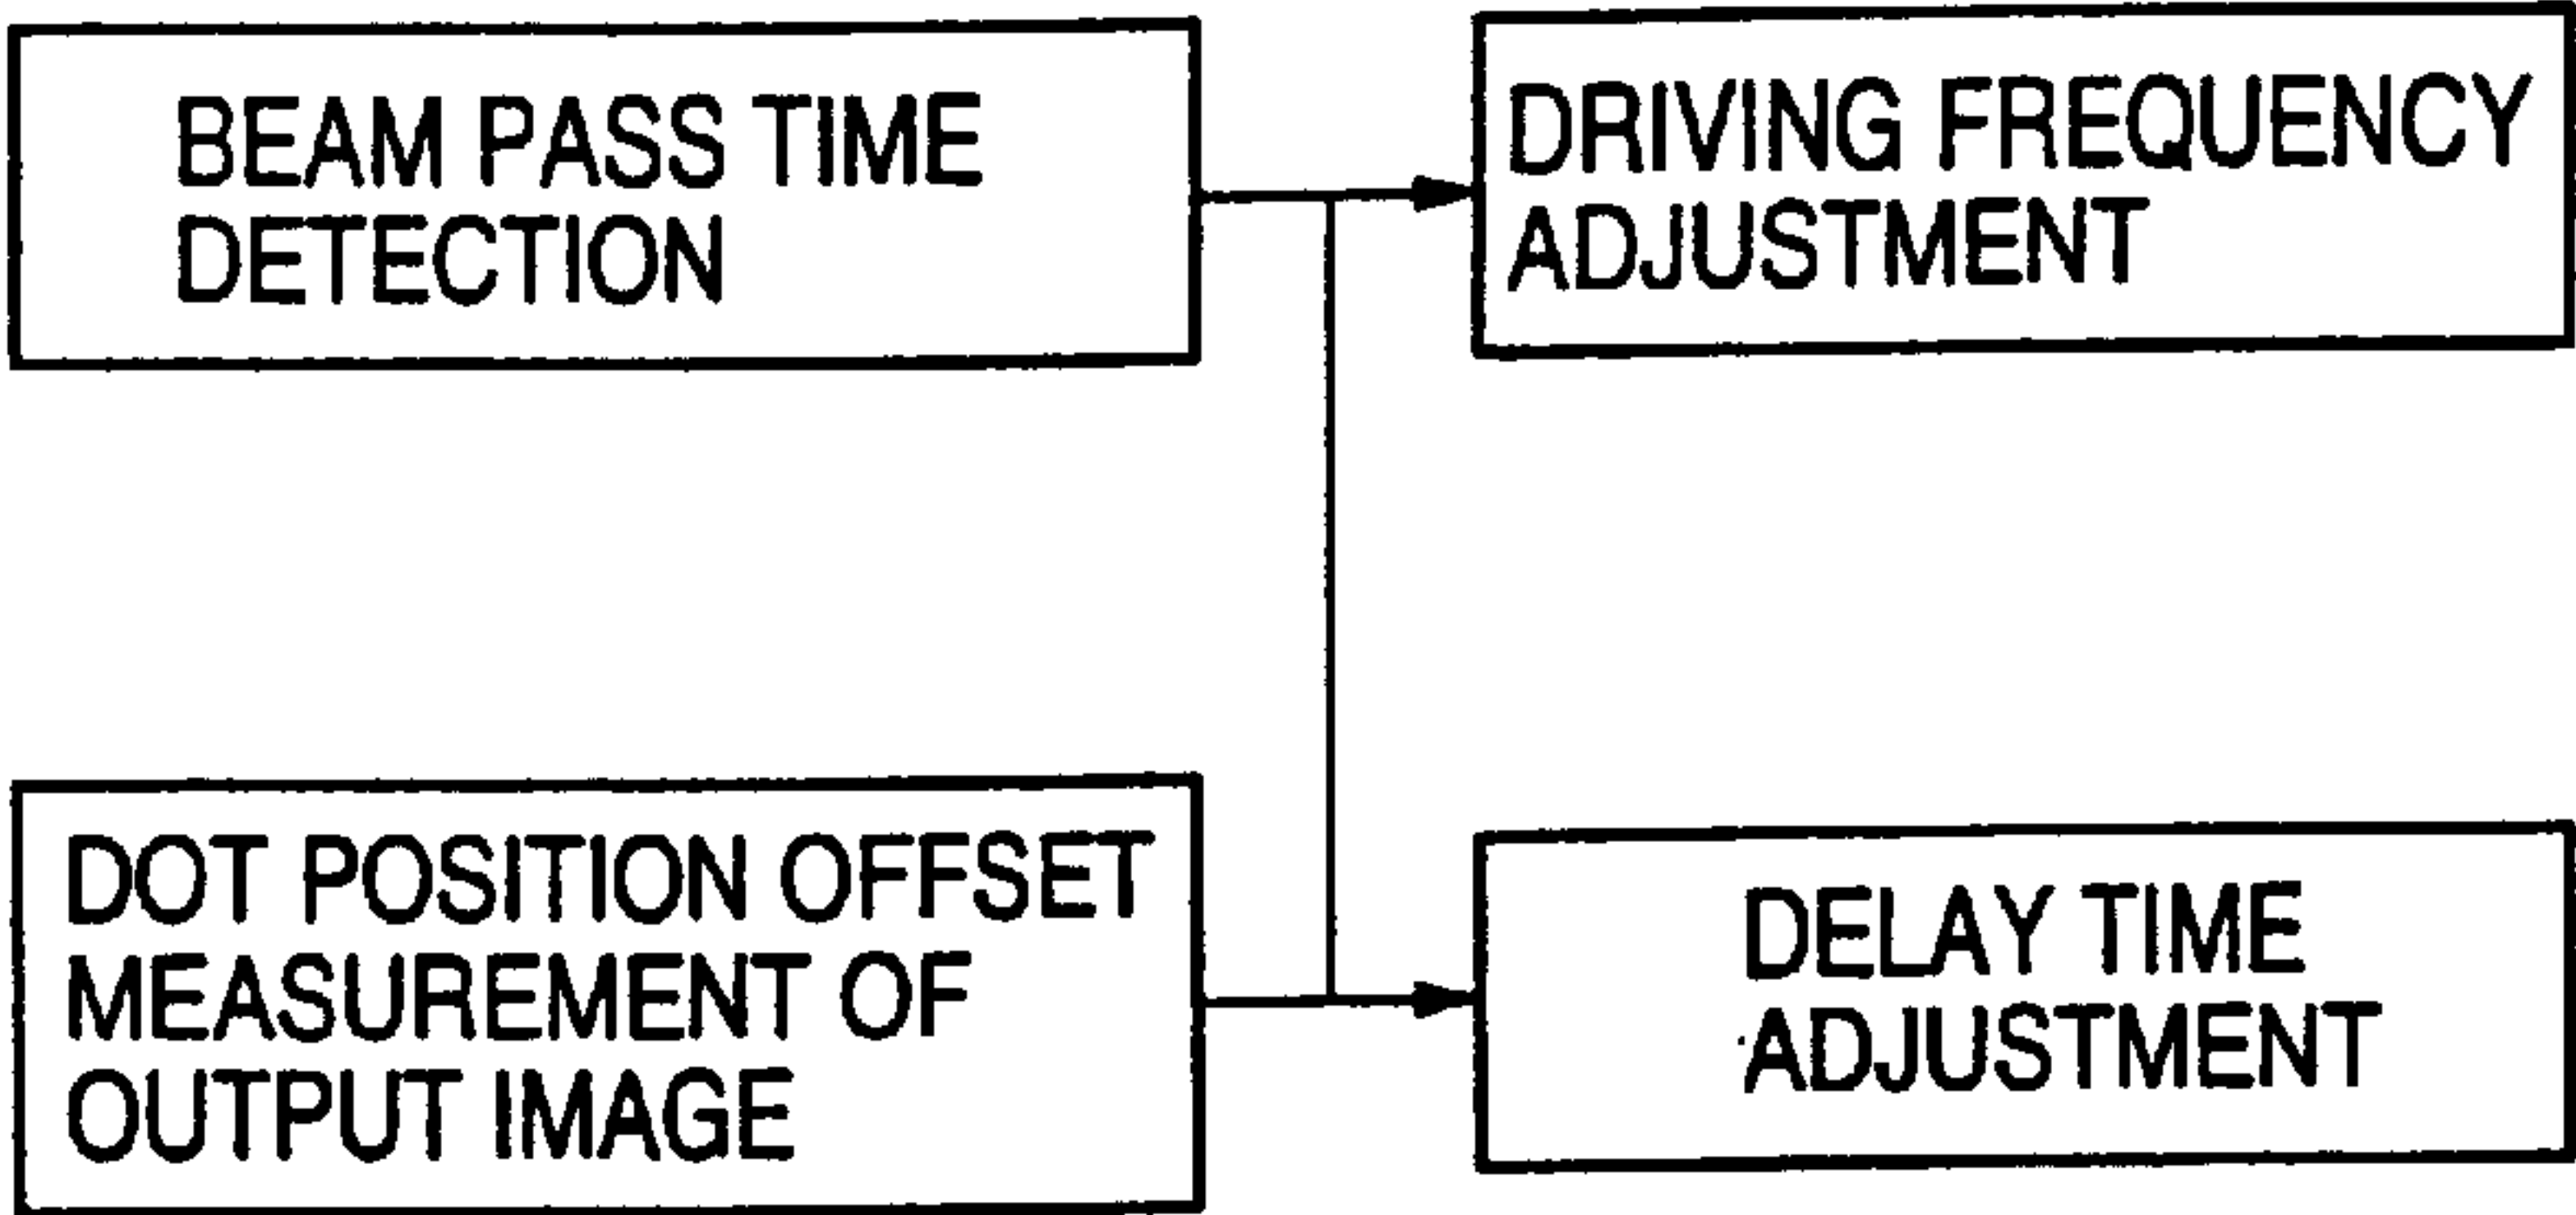 BEAM PASS TIME
DETECTION
DRIVING FREQUENCY
ADJUSTMENT
DOT POSITION OFFSET
MEASUREMENT OF
OUTPUT IMAGE
DELAY TIME
ADJUSTMENT